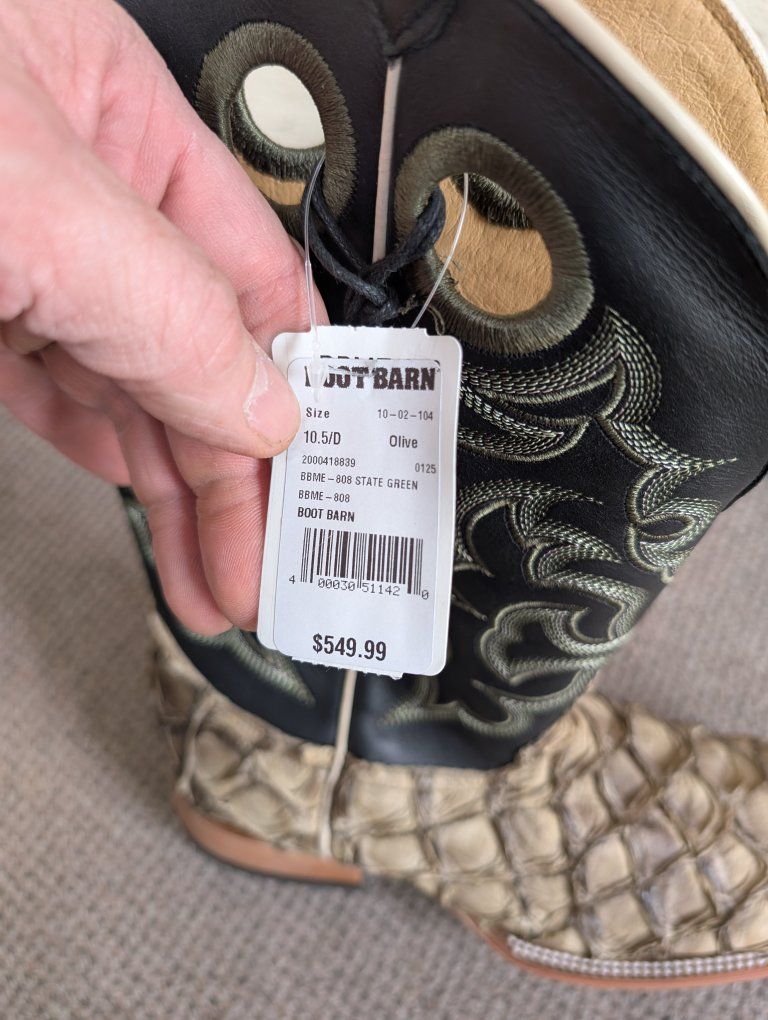 BOOT BARN
Size 10-02-104
10.5/D Olive
2000418839 0125
BBME-808 STATE GREEN
BBME-808
BOOT BARN
4 00030 51142 0
$549.99